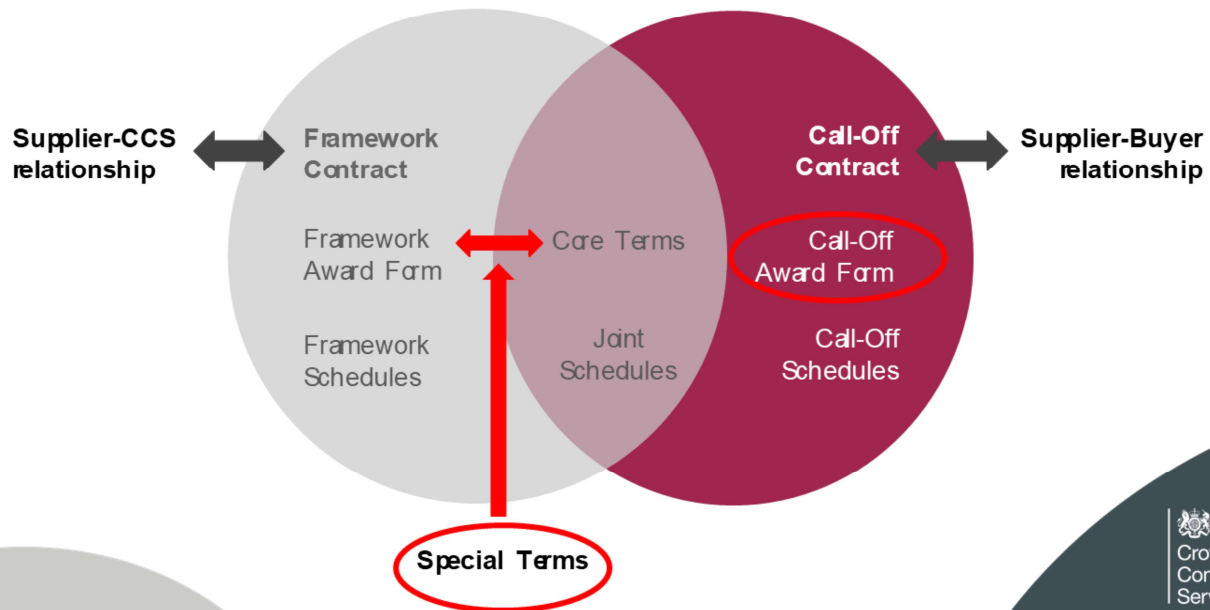 Supplier-CCS
relationship
Framework
Contract
Call-Off
Contract
Supplier-Buyer
relationship
Framework
Award Form
Core Terms
Call-Off
Award Form
Framework
Schedules
Joint
Schedules
Call-Off
Schedules
Special Terms